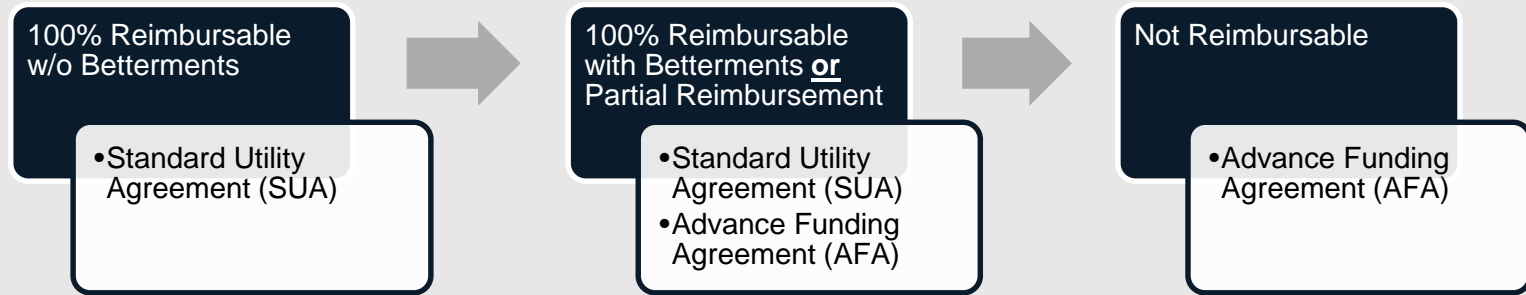 100% Reimbursable
w/o Betterments
•Standard Utility
Agreement (SUA)
100% Reimbursable
with Betterments or
Partial Reimbursement
•Standard Utility
Agreement (SUA)
•Advance Funding
Agreement (AFA)
Not Reimbursable
•Advance Funding
Agreement (AFA)